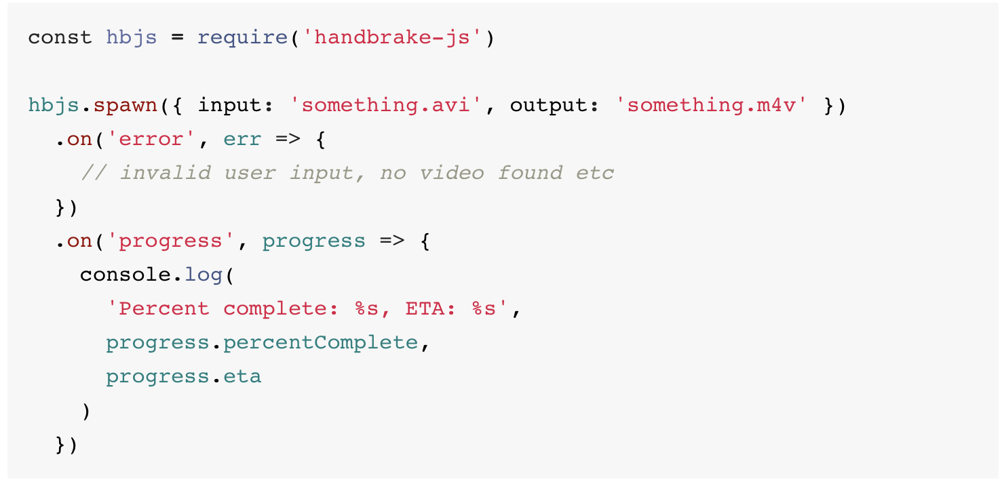 const hbjs = require('handbrake-js')

hbjs.spawn({ input: 'something.avi', output: 'something.m4v' })
  .on('error', err => {
    // invalid user input, no video found etc
  })
  .on('progress', progress => {
    console.log(
      'Percent complete: %s, ETA: %s',
      progress.percentComplete,
      progress.eta
    )
  })